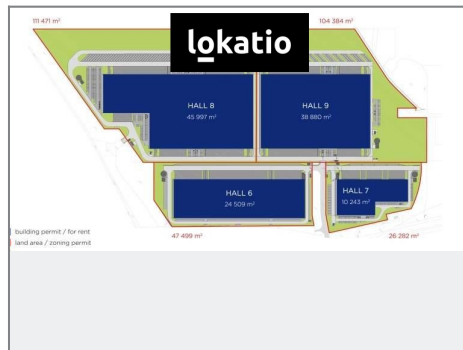 111 471 m²
104 384 m²
lokatio
HALL 8
45 997 m²
HALL 9
38 880 m²
HALL 6
24 509 m²
HALL 7
10 243 m²
building permit / for rent
land area / zoning permit
47 499 m²
26 282 m²